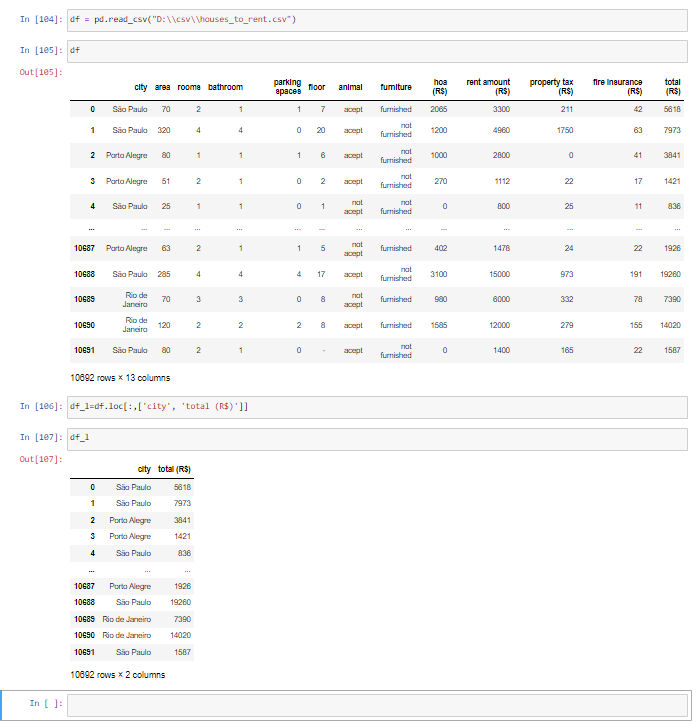 In [104]: df = pd.read_csv("D:\\csv\\houses_to_rent.csv")
In [105]: df
Out[105]:
city area rooms bathroom parking spaces floor animal furniture hoa (R$) rent amount (R$) property tax (R$) fire insurance (R$) total (R$)
0 São Paulo 70 2 1 1 7 acept furnished 2065 3300 211 42 5618
1 São Paulo 320 4 4 0 20 acept not furnished 1200 4960 1750 63 7973
2 Porto Alegre 80 1 1 1 6 acept not furnished 1000 2800 0 41 3841
3 Porto Alegre 51 2 1 0 2 acept not furnished 270 1112 22 17 1421
4 São Paulo 25 1 1 0 1 not acept not furnished 0 800 25 11 836
... ... ... ... ... ... ... ... ... ... ... ... ... ...
10687 Porto Alegre 63 2 1 1 5 not acept furnished 402 1478 24 22 1926
10688 São Paulo 285 4 4 4 17 acept not furnished 3100 15000 973 191 19260
10689 Rio de Janeiro 70 3 3 0 8 not acept furnished 980 6000 332 78 7390
10690 Rio de Janeiro 120 2 2 2 8 acept furnished 1585 12000 279 155 14020
10691 São Paulo 80 2 1 0 - acept not furnished 0 1400 165 22 1587
10692 rows × 13 columns
In [106]: df_1=df.loc[:,['city', 'total (R$)']]
In [107]: df_1
Out[107]:
city total (R$)
0 São Paulo 5618
1 São Paulo 7973
2 Porto Alegre 3841
3 Porto Alegre 1421
4 São Paulo 836
... ... ...
10687 Porto Alegre 1926
10688 São Paulo 19260
10689 Rio de Janeiro 7390
10690 Rio de Janeiro 14020
10691 São Paulo 1587
10692 rows × 2 columns
In [ ]: